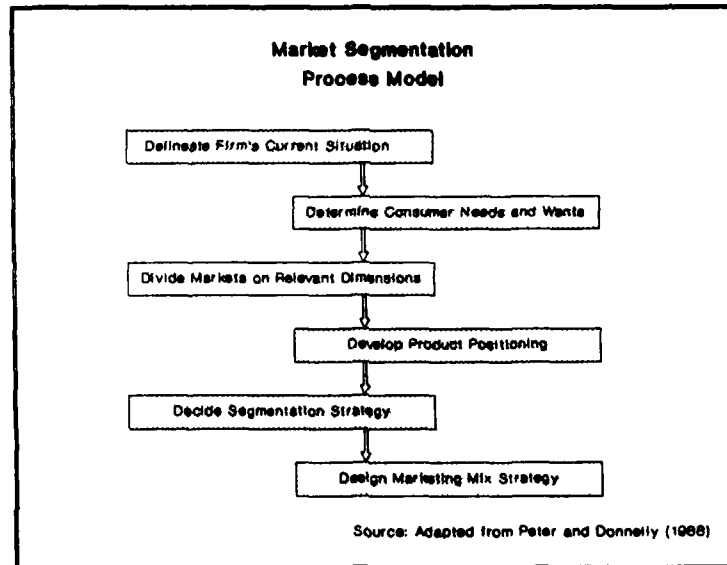 Market Segmentation
Process Model
Delineate Firm's Current Situation
Determine Consumer Needs and Wants
Divide Markets on Relevant Dimensions
Develop Product Positioning
Decide Segmentation Strategy
Design Marketing Mix Strategy
Source: Adapted from Peter and Donnelly (1988)